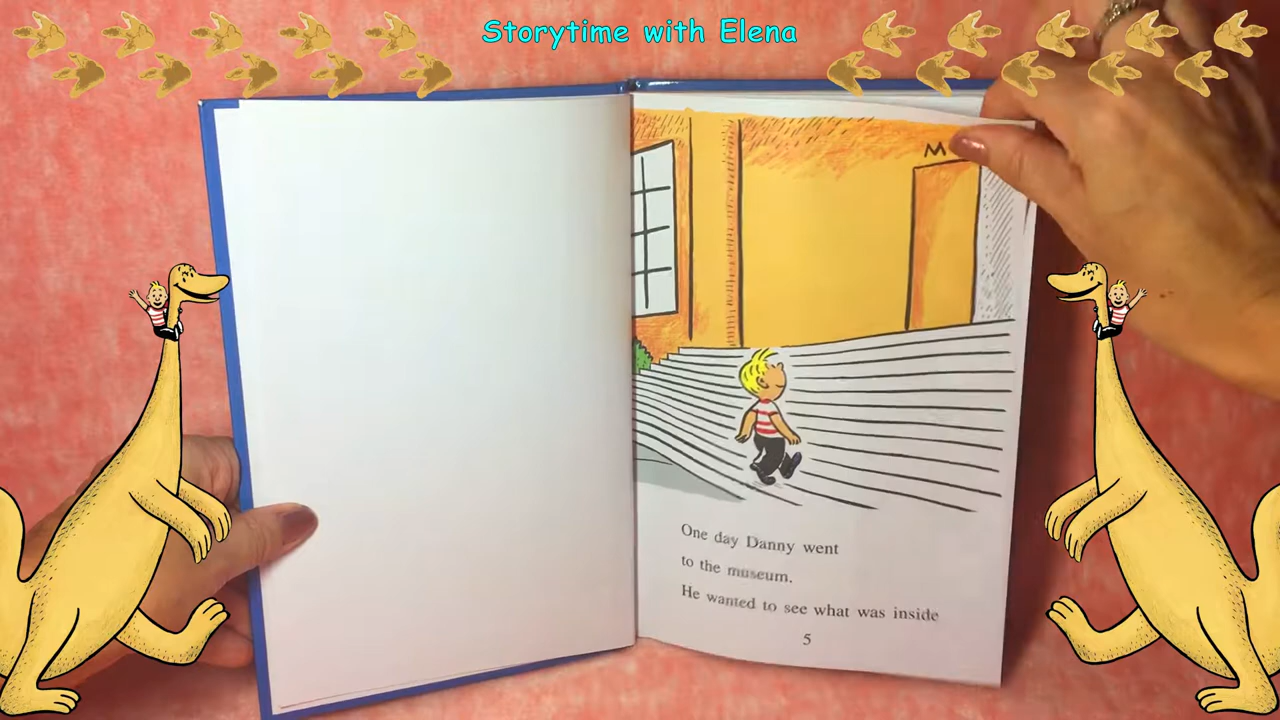 Storytime with Elena
M
One day Danny went
to the museum.
He wanted to see what was inside
5